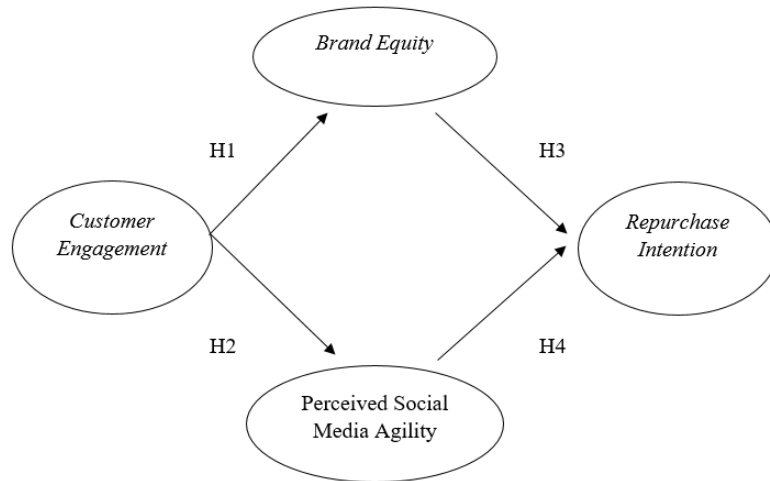 Brand Equity
H1
H3
Customer
Engagement
Repurchase
Intention
H2
H4
Perceived Social
Media Agility